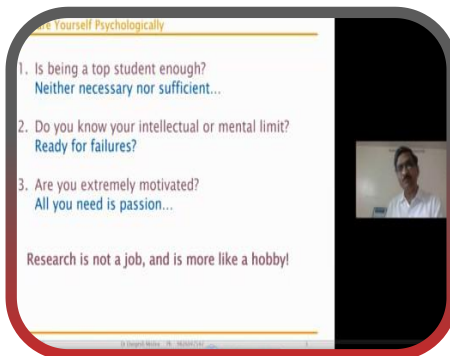 Yourself Psychologically
1. Is being a top student enough?
Neither necessary nor sufficient...
2. Do you know your intellectual or mental limit?
Ready for failures?
3. Are you extremely motivated?
All you need is passion...
Research is not a job, and is more like a hobby!